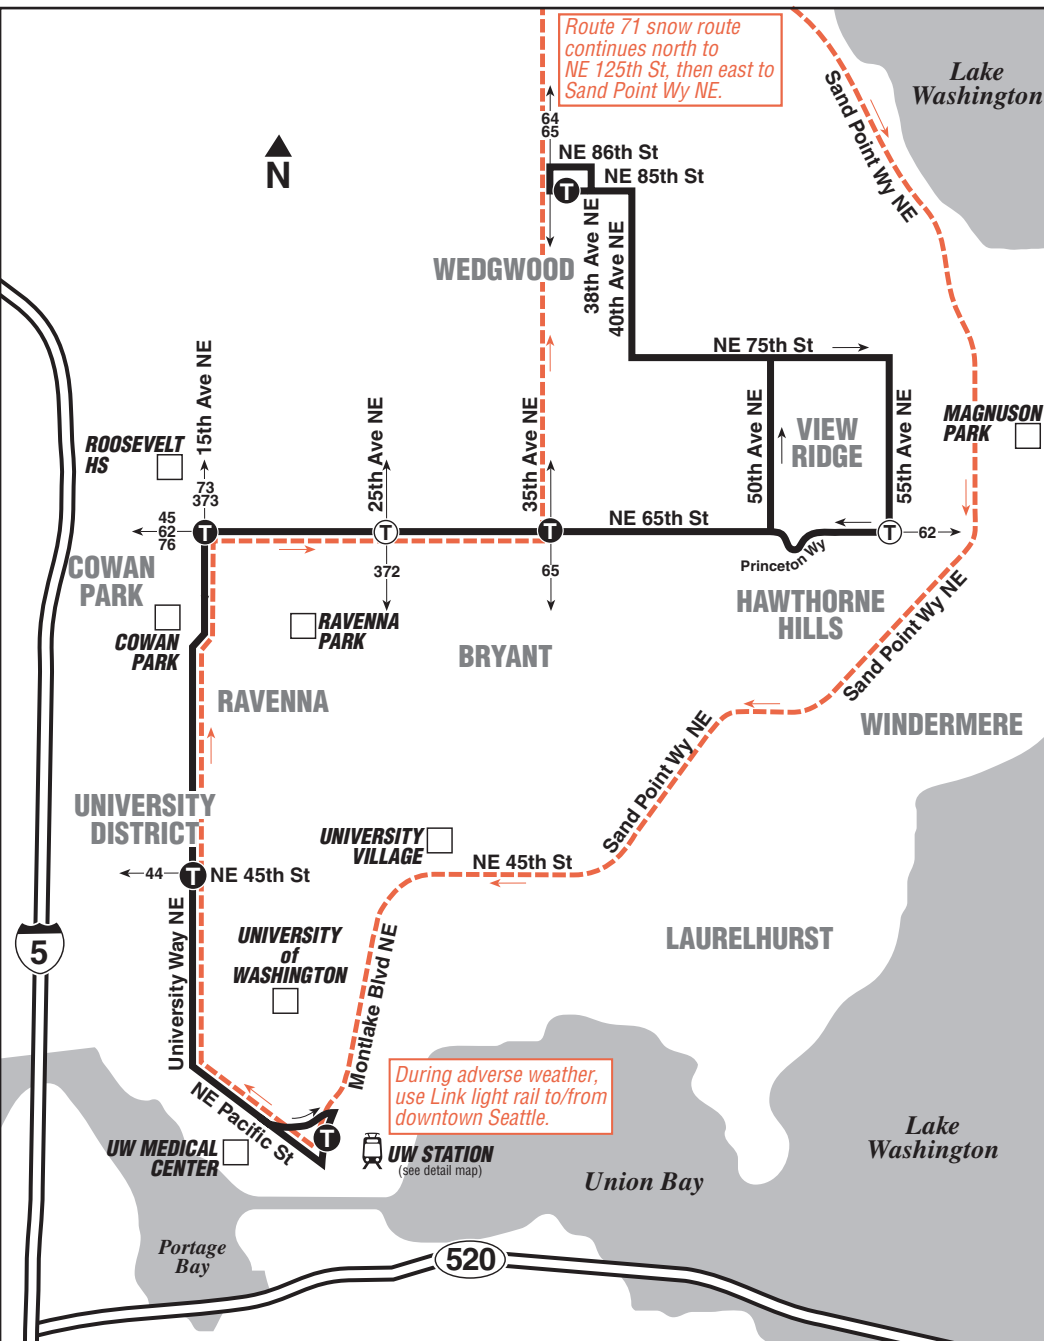 Route 71 snow route
continues north to
NE 125th St, then east to
Sand Point Wy NE.
Lake
Washington
Sand Point Wy NE
64
65
NE 86th St
NE 85th St
T
N
38th Ave NE
40th Ave NE
WEDGWOOD
NE 75th St
15th Ave NE
25th Ave NE
35th Ave NE
50th Ave NE
55th Ave NE
VIEW
RIDGE
MAGNUSON
PARK
ROOSEVELT
HS
73
373
45
62
76
T
T
T
NE 65th St
T
62
372
65
Princeton Wy
COWAN
PARK
COWAN
PARK
RAVENNA
PARK
BRYANT
HAWTHORNE
HILLS
Sand Point Wy NE
RAVENNA
WINDERMERE
UNIVERSITY
DISTRICT
Sand Point Wy NE
UNIVERSITY
VILLAGE
NE 45th St
44
T
NE 45th St
University Way NE
5
UNIVERSITY
of
WASHINGTON
Montlake Blvd NE
LAURELHURST
During adverse weather,
use Link light rail to/from
downtown Seattle.
NE Pacific St
T
UW MEDICAL
CENTER
UW STATION
(see detail map)
Union Bay
Lake
Washington
Portage
Bay
520